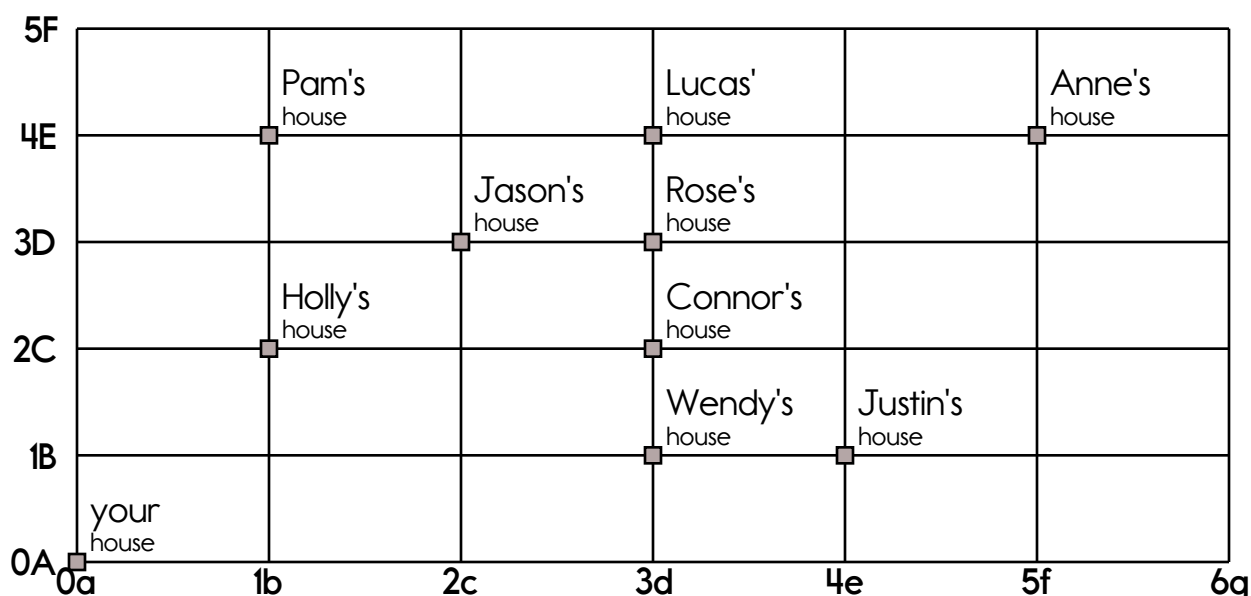 5F
Pam's
house
Lucas'
house
Anne's
house
4E
Jason's
house
Rose's
house
3D
Holly's
house
Connor's
house
2C
Wendy's
house
Justin's
house
1B
your
house
0A
0a 1b 2c 3d 4e 5f 6g